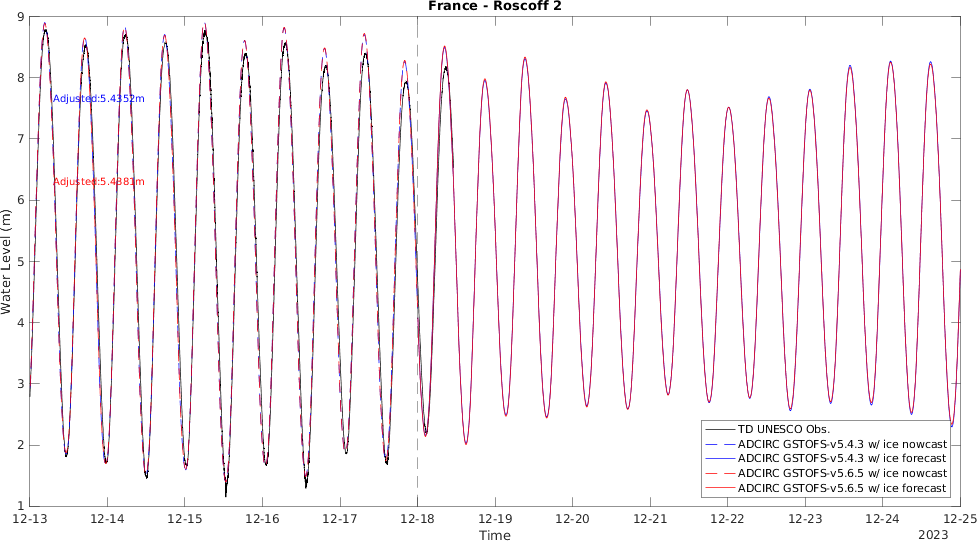 France - Roscoff 2
9
8
7
6
5
4
3
2
1
Water Level (m)
Adjusted:5.4352m
Adjusted:5.4381m
TD UNESCO Obs.
ADCIRC GSTOFS-v5.4.3 w/ ice nowcast
ADCIRC GSTOFS-v5.4.3 w/ ice forecast
ADCIRC GSTOFS-v5.6.5 w/ ice nowcast
ADCIRC GSTOFS-v5.6.5 w/ ice forecast
12-13 12-14 12-15 12-16 12-17 12-18 12-19 12-20 12-21 12-22 12-23 12-24 12-25
Time
2023